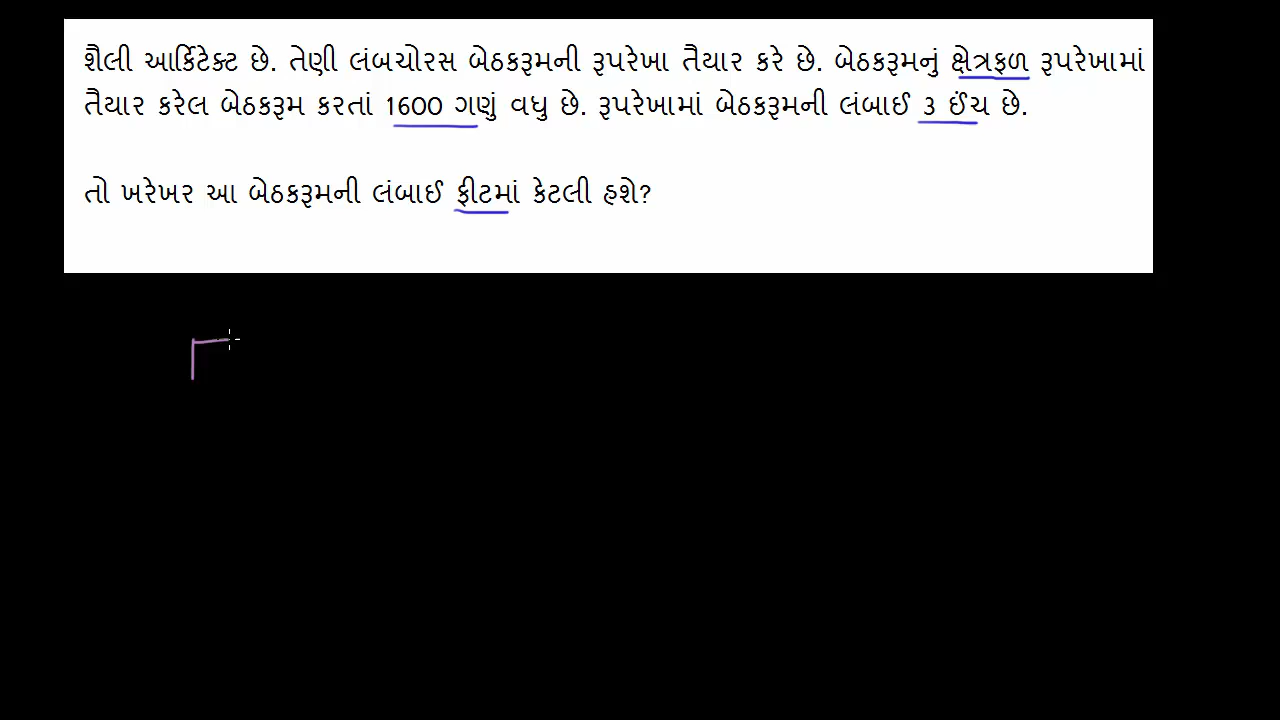 શૈલી આર્કિટેક્ટ છે. તેણી લંબચોરસ બેઠકરૂમની રૂપરેખા તૈયાર કરે છે. બેઠકરૂમનું ક્ષેત્રફળ રૂપરેખામાં
તૈયાર કરેલ બેઠકરૂમ કરતાં 1600 ગણું વધુ છે. રૂપરેખામાં બેઠકરૂમની લંબાઈ ૩ ઈંચ છે.
તો ખરેખર આ બેઠકરૂમની લંબાઈ ફીટમાં કેટલી હશે?